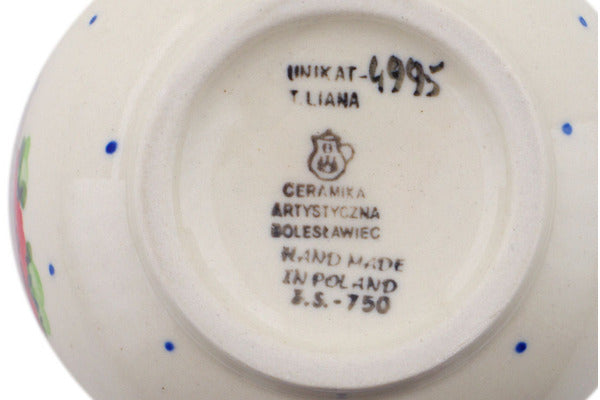 UNIKAT-4995
T.LIANA
CERAMIKA
ARTYSTYCZNA
BOLESŁAWIEC
HAND MADE
IN POLAND
Z.S.-750